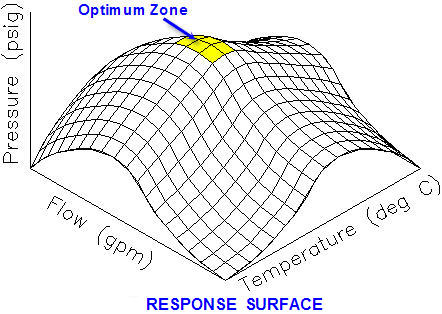 Optimum Zone
Pressure (psig)
Flow (gpm)
Temperature (deg C)
RESPONSE SURFACE